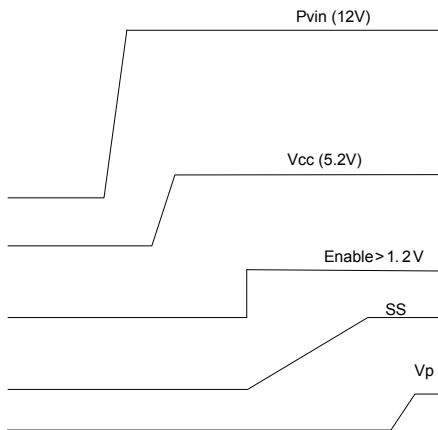 Pvin (12V)
Vcc (5.2V)
Enable>1.2V
SS
Vp